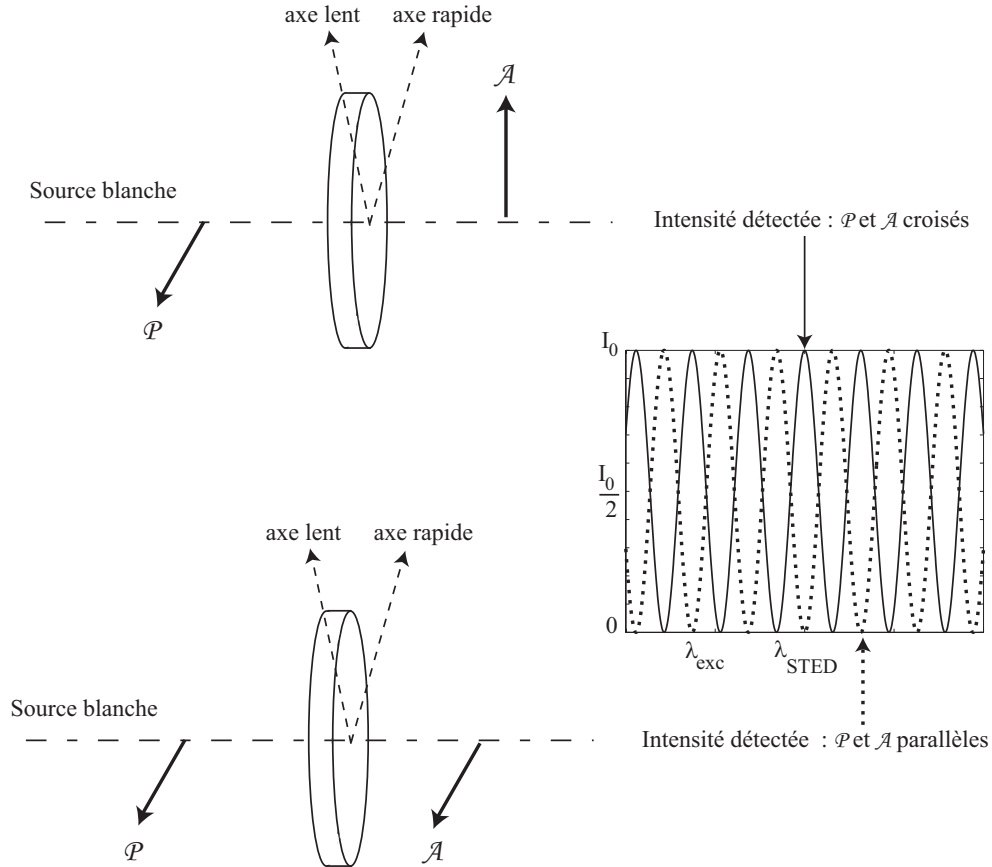 axe lent
axe rapide
A
Source blanche
P
Intensité détectée : P et A croisés
I0
I0
2
0
λexc
λSTED
axe lent
axe rapide
Source blanche
Intensité détectée : P et A parallèles
P
A